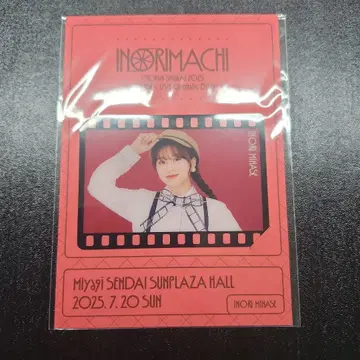 INORIMACHI
INORI MINASE
Miyagi SENDAI SUNPLAZA HALL
2025. 7. 20 SUN
INORI MINASE